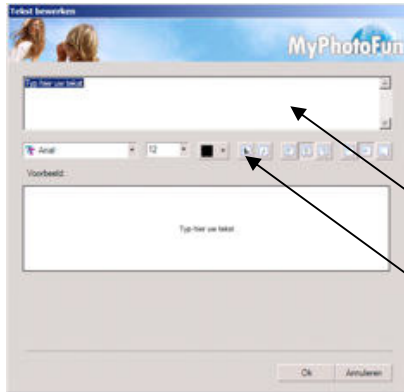 Tekst bewerken
MyPhotoFun
Typ hier uw tekst
Arial 12
Voorbeeld:
Typ hier uw tekst
Ok Annuleren